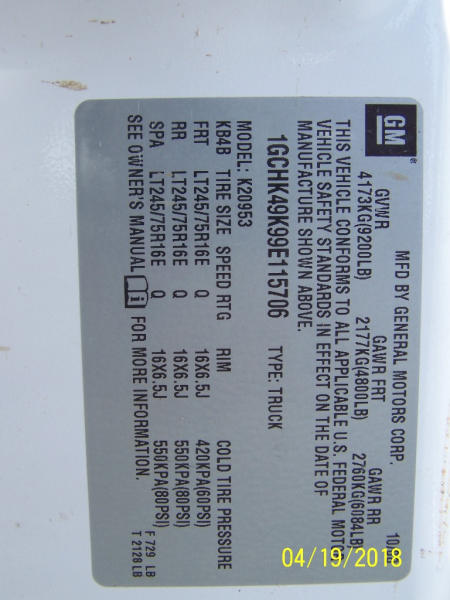 GM ®
MFD BY GENERAL MOTORS CORP.
GVWR GAWR FRT GAWR RR
4173KG(9200LB) 2177KG(4800LB) 2760KG(6084LB)
THIS VEHICLE CONFORMS TO ALL APPLICABLE U.S. FEDERAL MOTOR
VEHICLE SAFETY STANDARDS IN EFFECT ON THE DATE OF
MANUFACTURE SHOWN ABOVE.
1GCHK49K99E115706 TYPE: TRUCK
MODEL: K20953
KB4B TIRE SIZE SPEED RTG RIM COLD TIRE PRESSURE
FRT LT245/75R16E Q 16X6.5J 420KPA(60PSI)
RR LT245/75R16E Q 16X6.5J 550KPA(80PSI)
SPA LT245/75R16E Q 16X6.5J 550KPA(80PSI)
SEE OWNER'S MANUAL i FOR MORE INFORMATION.
F 729 LB
T 2128 LB
04/19/2018